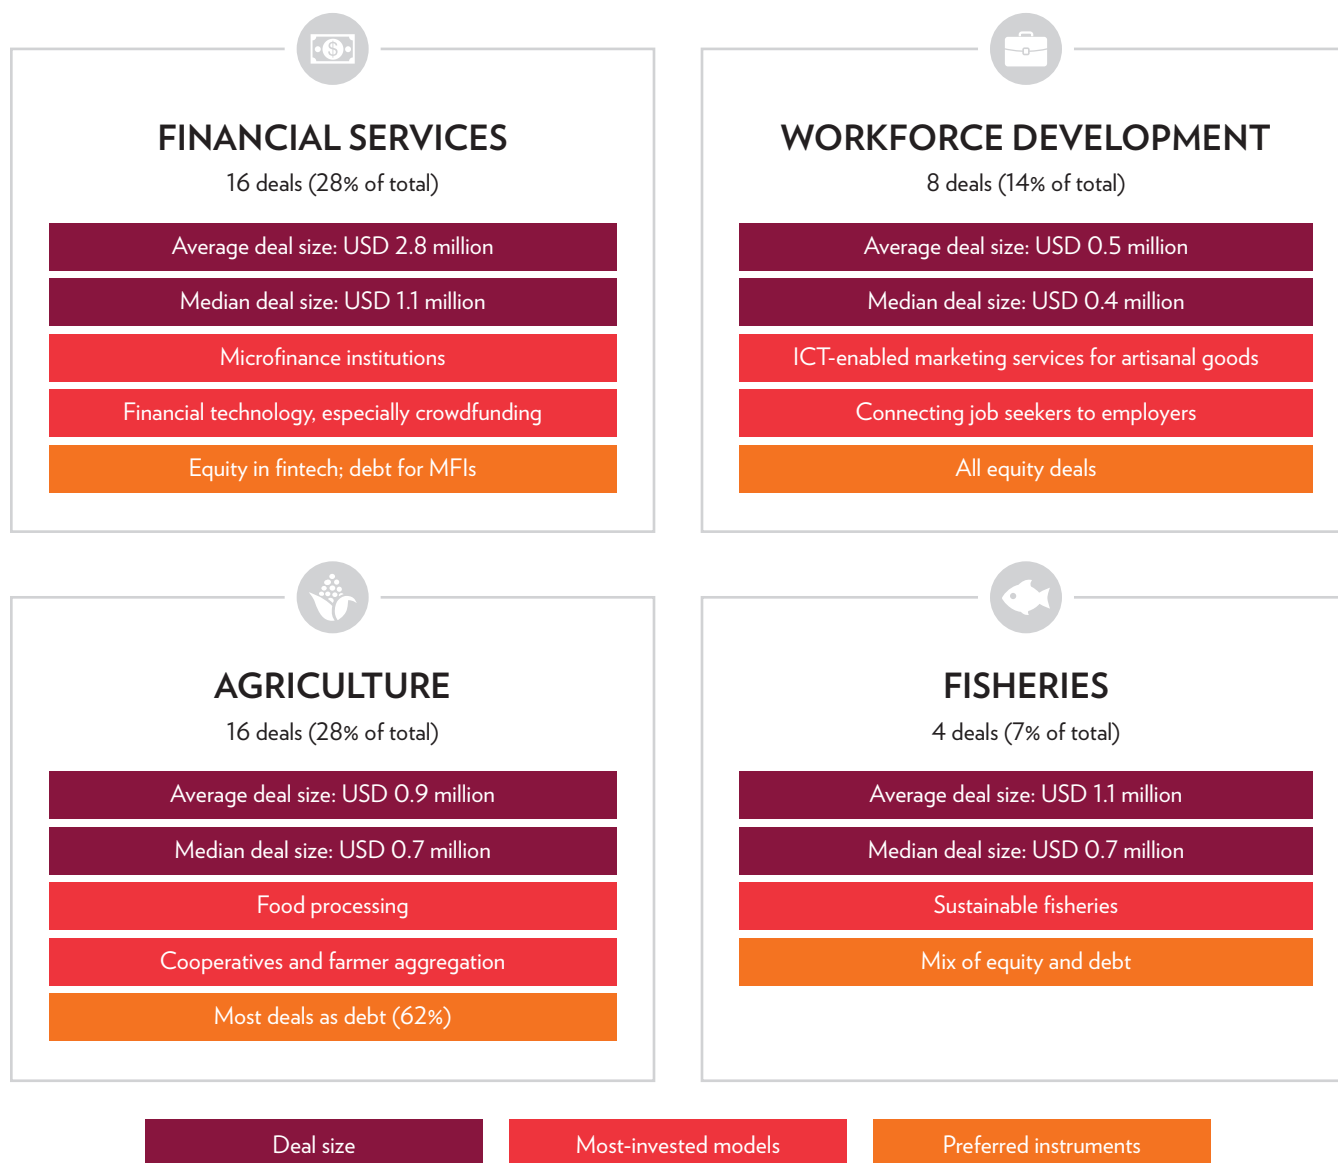 FINANCIAL SERVICES
16 deals (28% of total)
Average deal size: USD 2.8 million
Median deal size: USD 1.1 million
Microfinance institutions
Financial technology, especially crowdfunding
Equity in fintech; debt for MFIs
WORKFORCE DEVELOPMENT
8 deals (14% of total)
Average deal size: USD 0.5 million
Median deal size: USD 0.4 million
ICT-enabled marketing services for artisanal goods
Connecting job seekers to employers
All equity deals
AGRICULTURE
16 deals (28% of total)
Average deal size: USD 0.9 million
Median deal size: USD 0.7 million
Food processing
Cooperatives and farmer aggregation
Most deals as debt (62%)
FISHERIES
4 deals (7% of total)
Average deal size: USD 1.1 million
Median deal size: USD 0.7 million
Sustainable fisheries
Mix of equity and debt
Deal size
Most-invested models
Preferred instruments